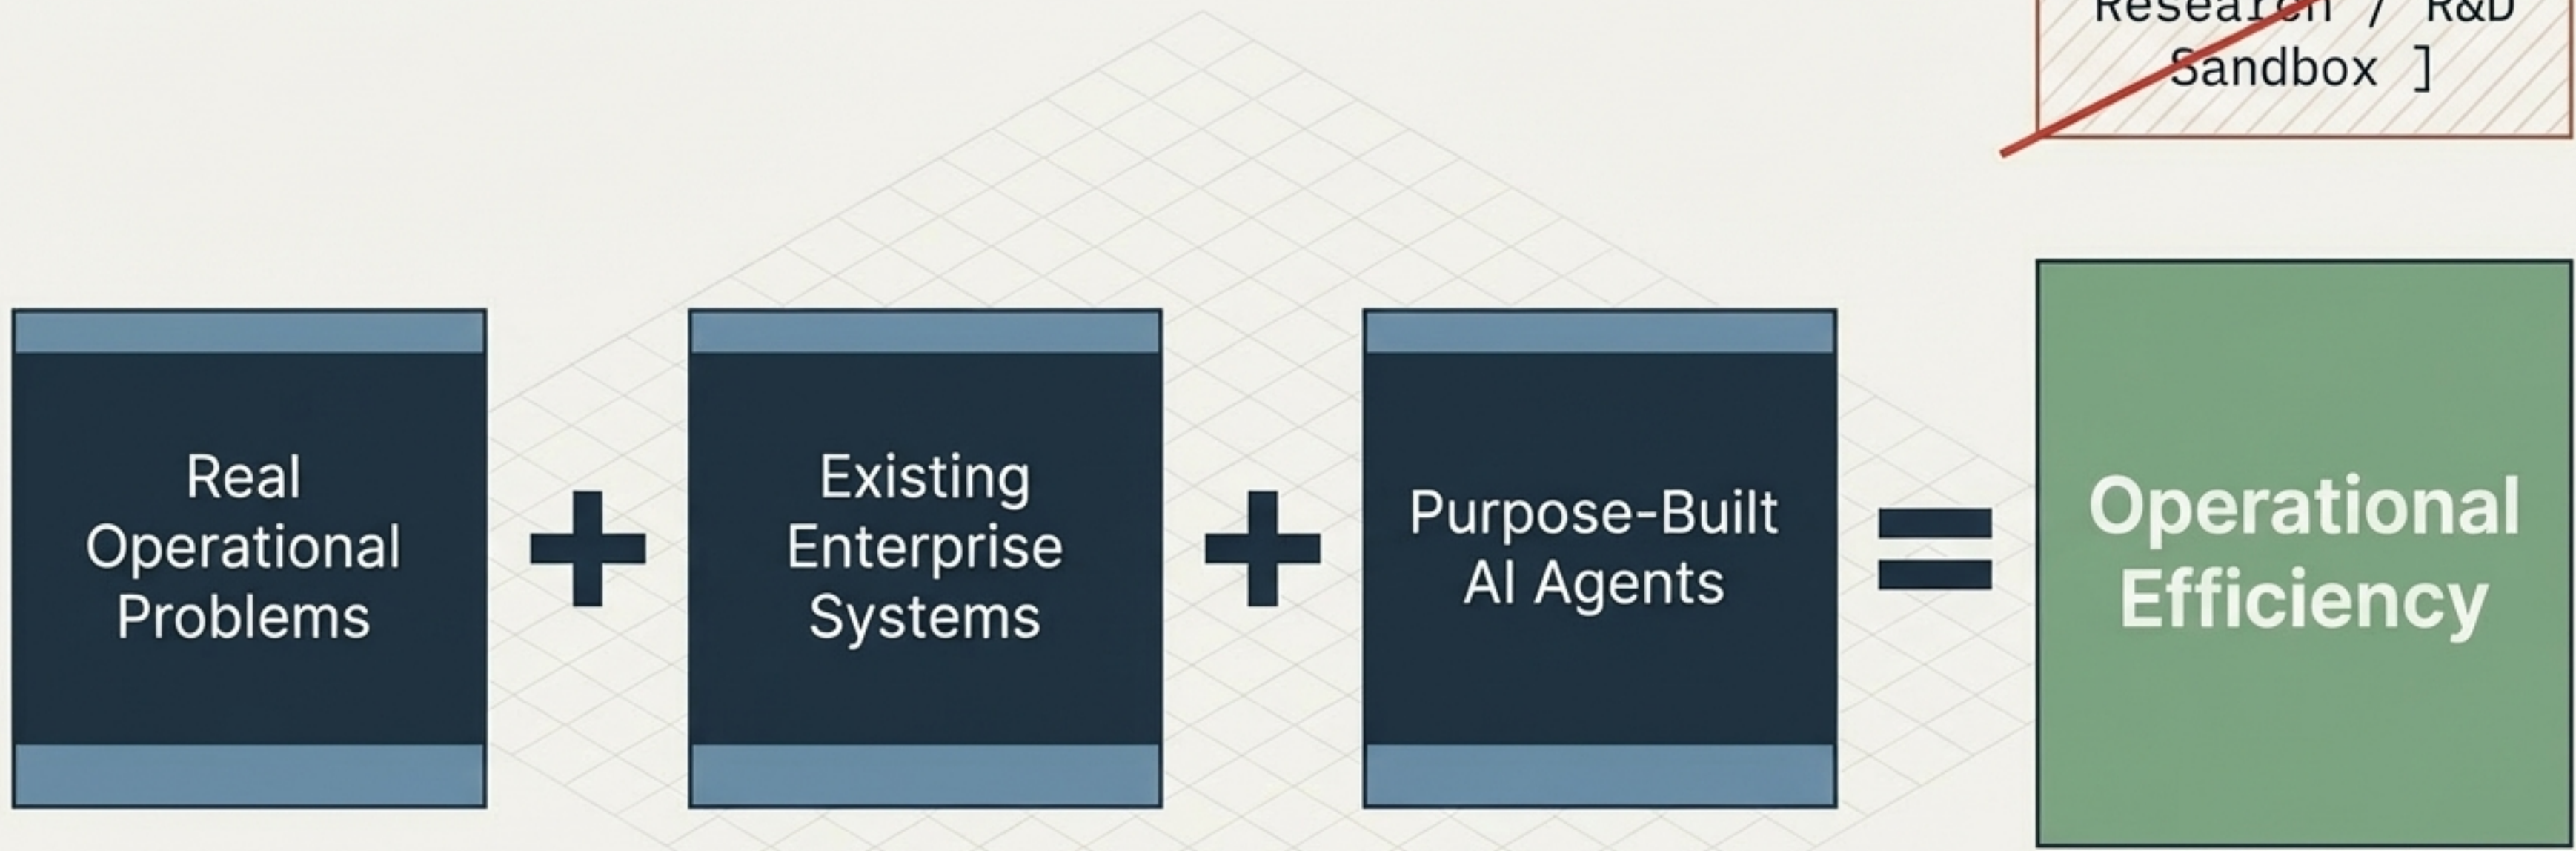 Research / R&D
Sandbox ]
Real
Operational
Problems
+
Existing
Enterprise
Systems
+
Purpose-Built
AI Agents
=
Operational
Efficiency